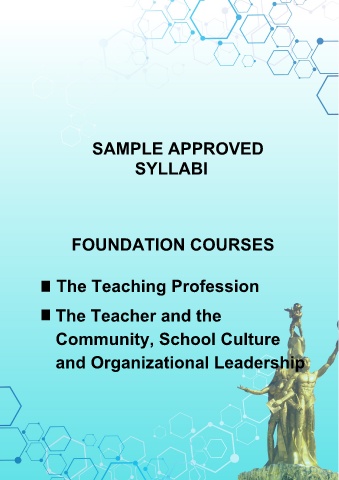 SAMPLE APPROVED
SYLLABI
FOUNDATION COURSES
■ The Teaching Profession
■ The Teacher and the
Community, School Culture
and Organizational Leadership